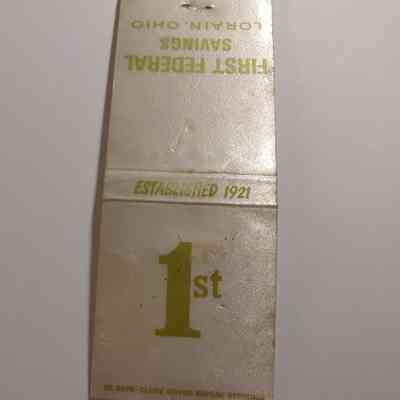 LORAIN, OHIO
SAVINGS
FIRST FEDERAL
ESTABLISHED 1921
1st